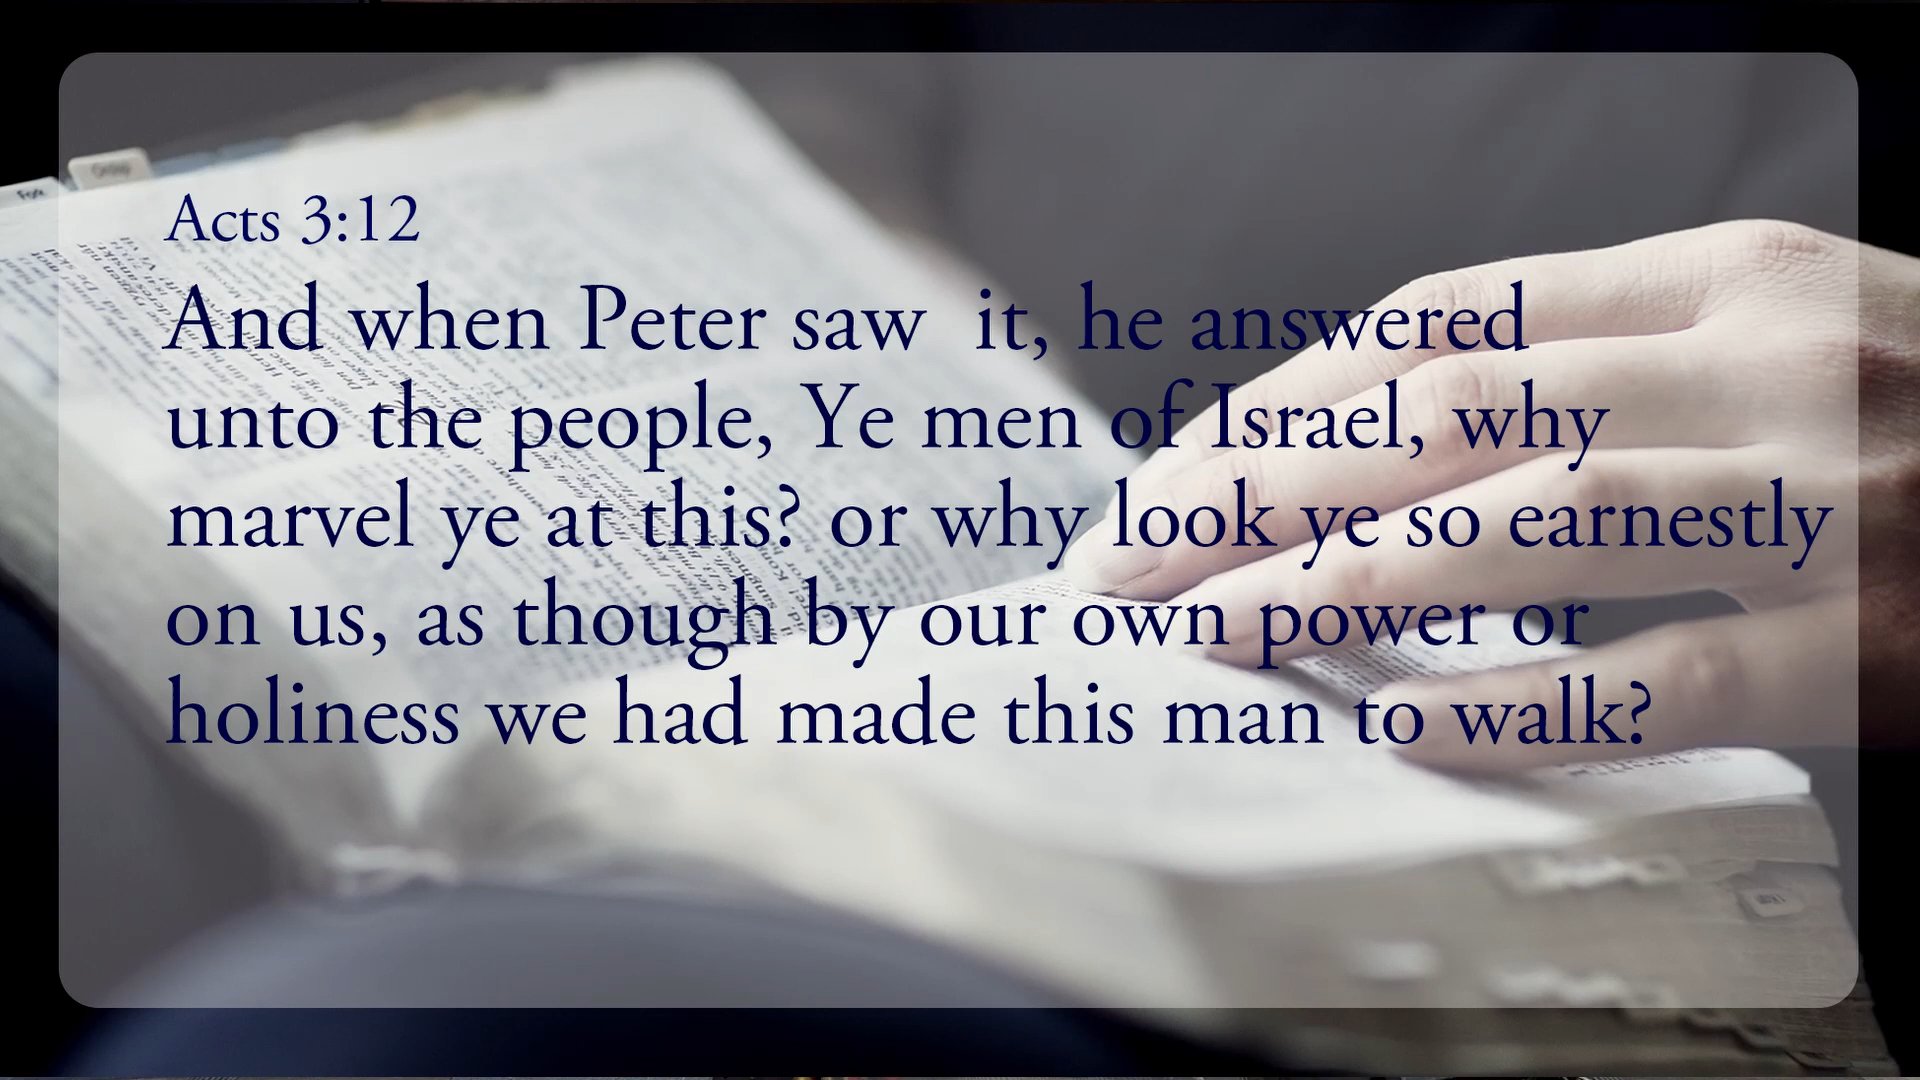 Acts 3:12
And when Peter saw  it, he answered
unto the people, Ye men of Israel, why
marvel ye at this? or why look ye so earnestly
on us, as though by our own power or
holiness we had made this man to walk?